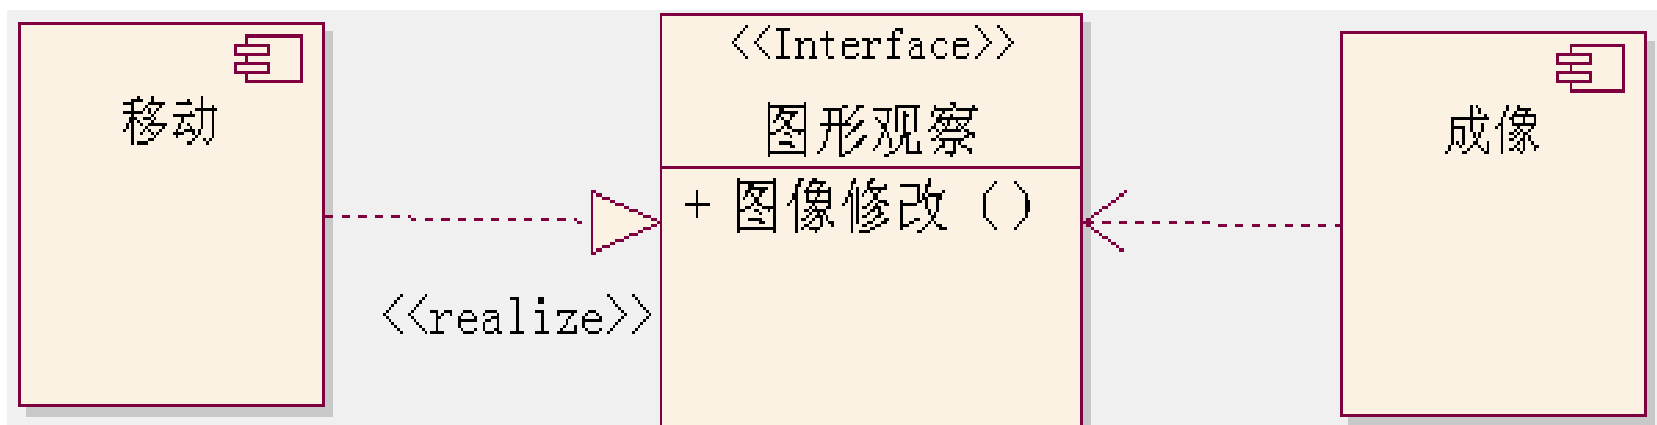 移动
<<Interface>>
图形观察
+ 图像修改 ()
<<realize>>
成像